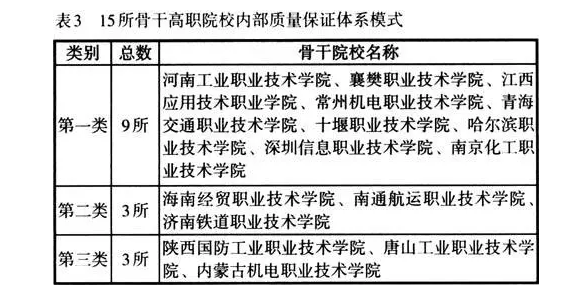 表3 15所骨干高职院校内部质量保证体系模式
类别 总数 骨干院校名称
第一类 9所 河南工业职业技术学院、襄樊职业技术学院、江西
应用技术职业学院、常州机电职业技术学院、青海
交通职业技术学院、十堰职业技术学院、哈尔滨职
业技术学院、深圳信息职业技术学院、南京化工职
业技术学院
第二类 3所 海南经贸职业技术学院、南通航运职业技术学院、
济南铁道职业技术学院
第三类 3所 陕西国防工业职业技术学院、唐山工业职业技术学
院、内蒙古机电职业技术学院